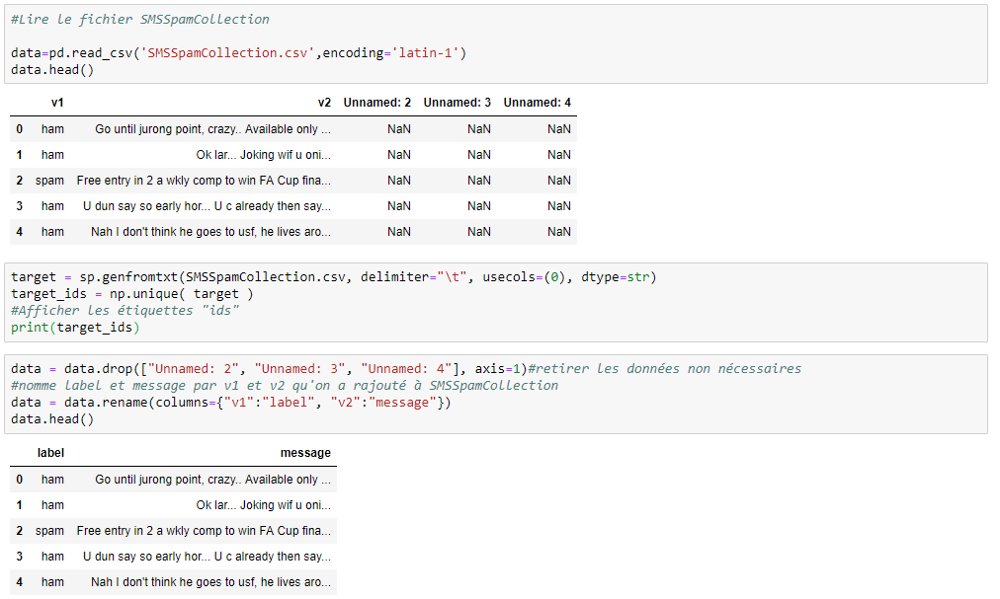 #Lire le fichier SMSSpamCollection
data=pd.read_csv('SMSSpamCollection.csv',encoding='latin-1')
data.head()
v1 v2 Unnamed: 2 Unnamed: 3 Unnamed: 4
0 ham Go until jurong point, crazy.. Available only ... NaN NaN NaN
1 ham Ok lar... Joking wif u oni... NaN NaN NaN
2 spam Free entry in 2 a wkly comp to win FA Cup fina... NaN NaN NaN
3 ham U dun say so early hor... U c already then say... NaN NaN NaN
4 ham Nah I don't think he goes to usf, he lives aro... NaN NaN NaN
target = sp.genfromtxt(SMSSpamCollection.csv, delimiter="\t", usecols=(0), dtype=str)
target_ids = np.unique( target )
#Afficher les étiquettes "ids"
print(target_ids)
data = data.drop(["Unnamed: 2", "Unnamed: 3", "Unnamed: 4"], axis=1)#retirer les données non nécessaires
#nomme label et message par v1 et v2 qu'on a rajouté à SMSSpamCollection
data = data.rename(columns={"v1":"label", "v2":"message"})
data.head()
label message
0 ham Go until jurong point, crazy.. Available only ...
1 ham Ok lar... Joking wif u oni...
2 spam Free entry in 2 a wkly comp to win FA Cup fina...
3 ham U dun say so early hor... U c already then say...
4 ham Nah I don't think he goes to usf, he lives aro...